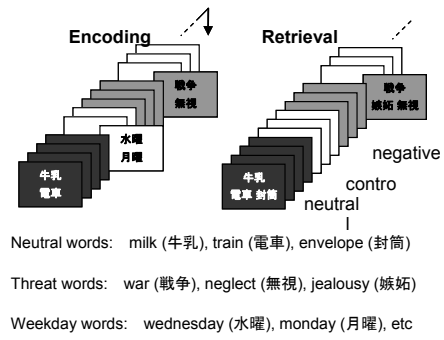 Encoding
Retrieval
戦争
無視
水曜
月曜
牛乳
電車
戦争
嫉妬 無視
牛乳
電車 封筒
negative
contro
l
neutral
Neutral words: milk (牛乳), train (電車), envelope (封筒)
Threat words: war (戦争), neglect (無視), jealousy (嫉妬)
Weekday words: wednesday (水曜), monday (月曜), etc